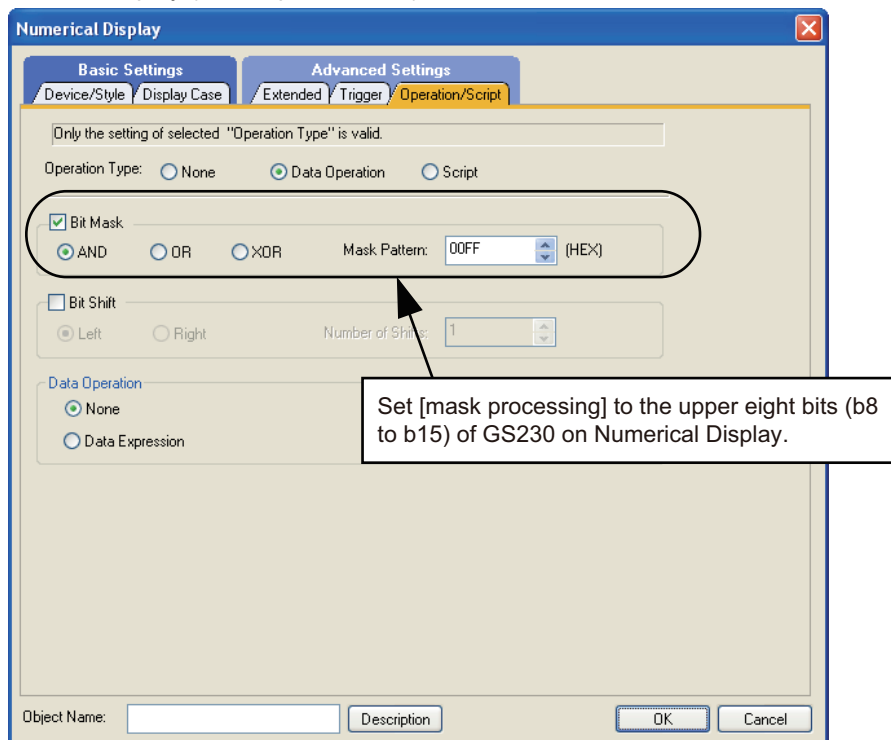 Numerical Display
Basic Settings
Advanced Settings
Device/Style
Display Case
Extended
Trigger
Operation/Script
Only the setting of selected "Operation Type" is valid.
Operation Type:
None
Data Operation
Script
Bit Mask
AND
OR
XOR
Mask Pattern:
00FF
(HEX)
Bit Shift
Left
Right
Number of Shifts:
1
Data Operation
None
Data Expression
Set [mask processing] to the upper eight bits (b8
to b15) of GS230 on Numerical Display.
Object Name:
Description
OK
Cancel